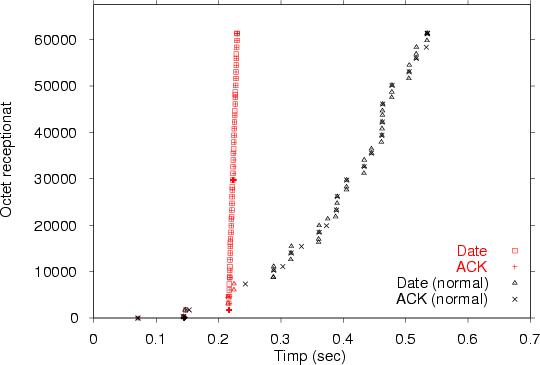 Octet receptionat
60000
50000
40000
30000
20000
10000
0
Date
ACK
Date (normal)
ACK (normal)
0 0.1 0.2 0.3 0.4 0.5 0.6 0.7
Timp (sec)